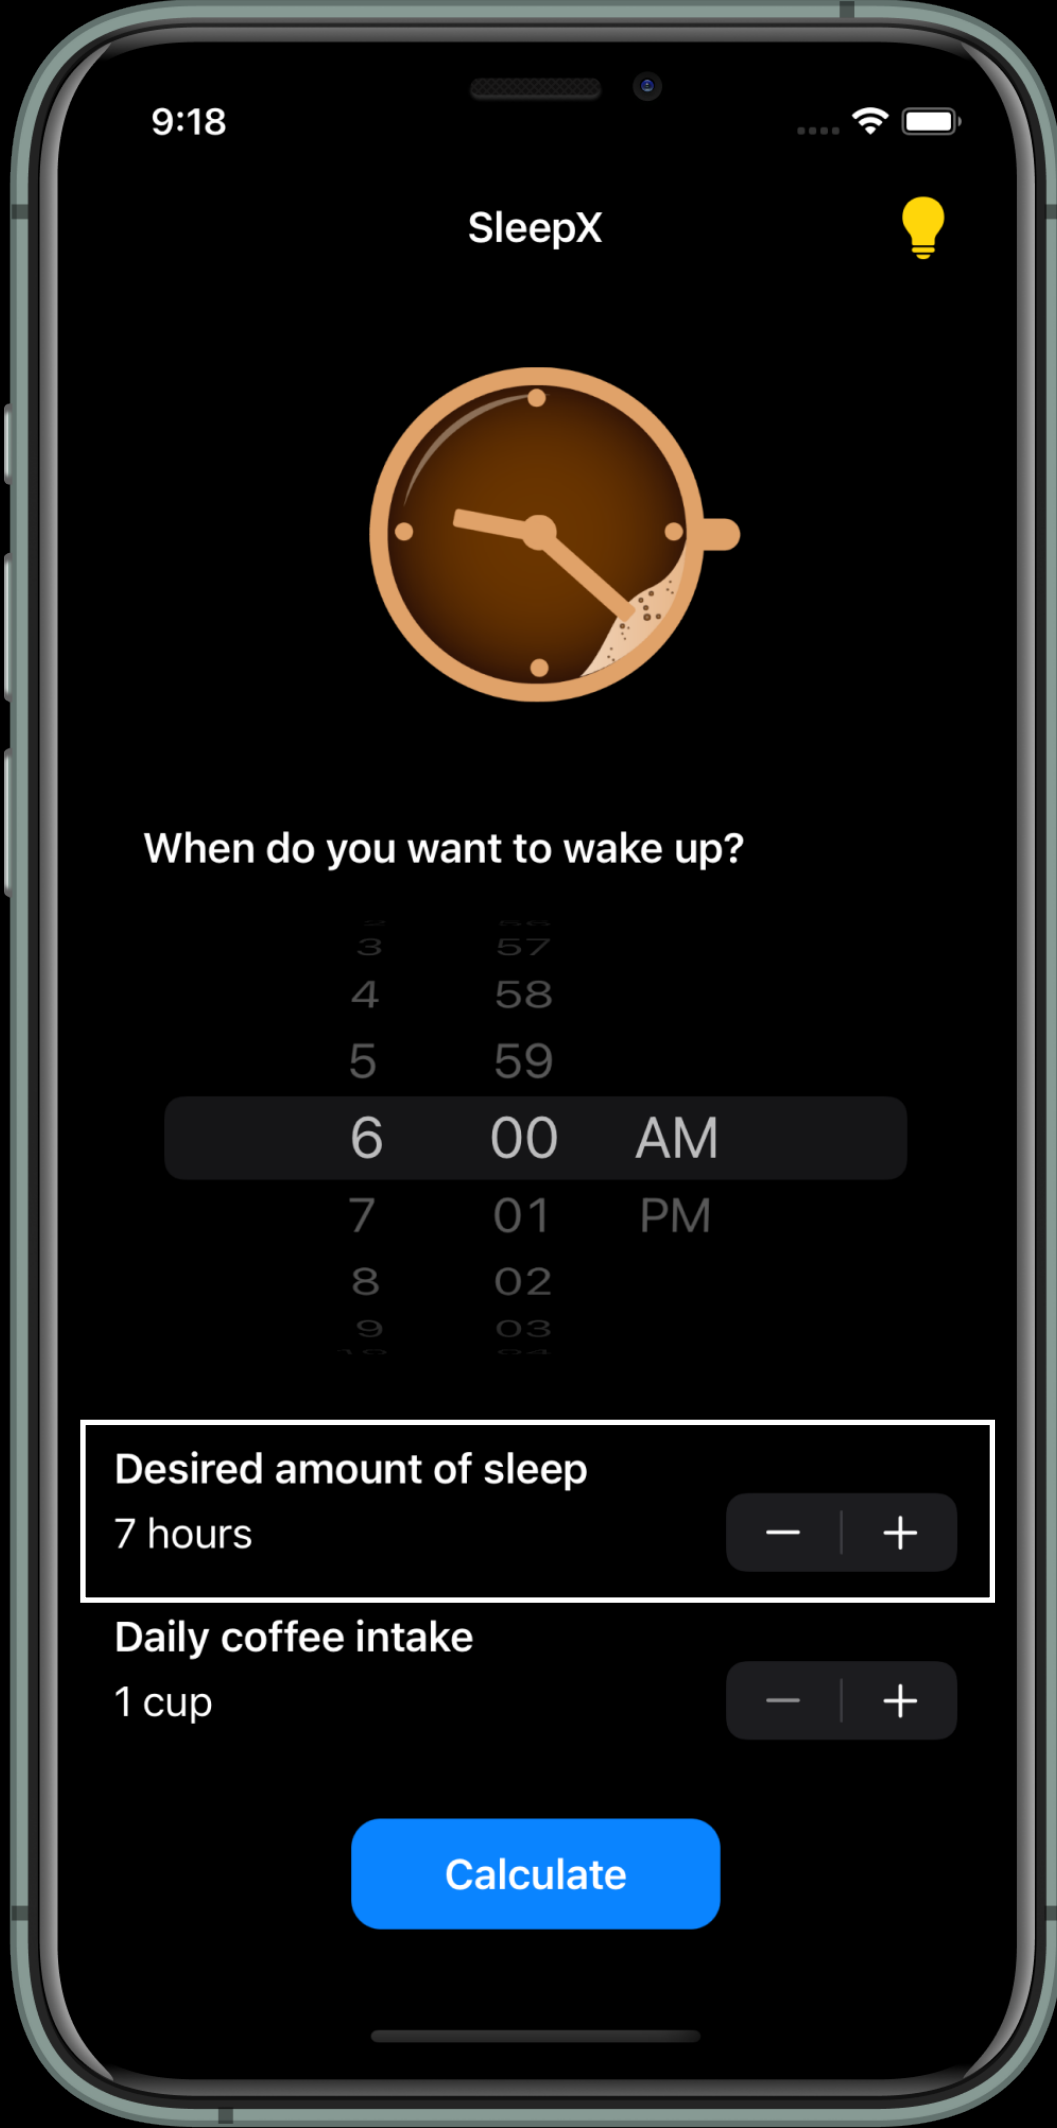 9:18
SleepX
When do you want to wake up?
3 57
4 58
5 59
6 00 AM
7 01 PM
8 02
9 03
10 04
Desired amount of sleep
7 hours
− +
Daily coffee intake
1 cup
− +
Calculate